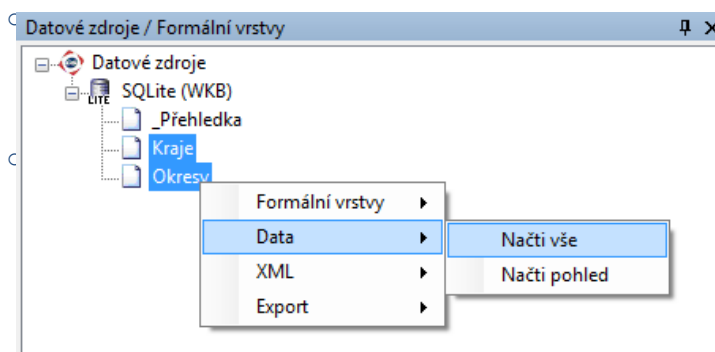 Datové zdroje / Formální vrstvy
Datové zdroje
LITE SQLite (WKB)
_Přehledka
Kraje
Okresy
Formální vrstvy
Data
XML
Export
Načti vše
Načti pohled